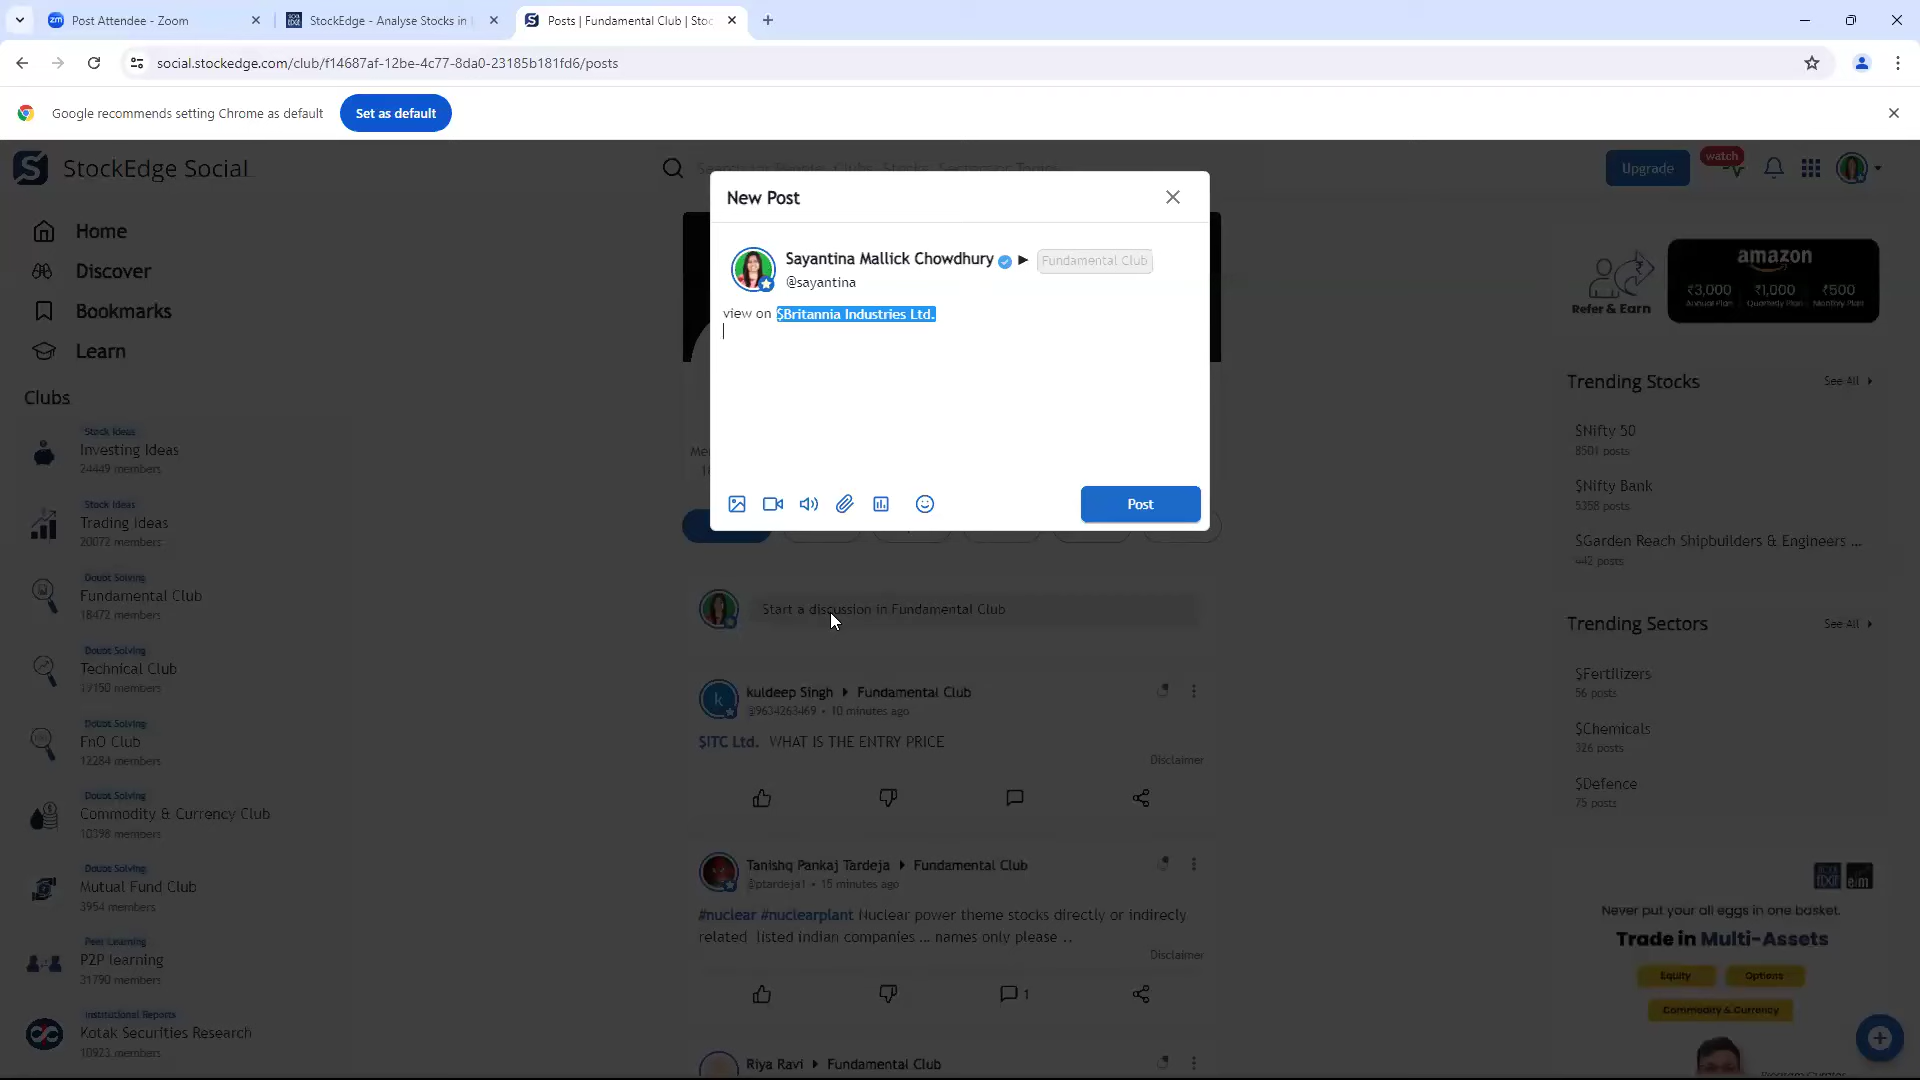 Post Attendee - Zoom
StockEdge - Analyse Stocks in
Posts | Fundamental Club | Stoc
social.stockedge.com/club/f14687af-12be-4c77-8da0-23185b181fd6/posts
Google recommends setting Chrome as default
Set as default
StockEdge Social
Upgrade
watch
Home
Discover
Bookmarks
Learn
Clubs
Stock Ideas
Investing Ideas
24449 members
Stock Ideas
Trading Ideas
20072 members
Doubt Solving
Fundamental Club
18472 members
Doubt Solving
Technical Club
19150 members
Doubt Solving
FnO Club
12284 members
Doubt Solving
Commodity & Currency Club
10398 members
Doubt Solving
Mutual Fund Club
3954 members
Peer Learning
P2P learning
31790 members
Institutional Reports
Kotak Securities Research
10923 members
New Post
Sayantina Mallick Chowdhury
Fundamental Club
@sayantina
view on $Britannia Industries Ltd.
Post
Start a discussion in Fundamental Club
kuldeep Singh Fundamental Club
@9634263469 • 10 minutes ago
$ITC Ltd. WHAT IS THE ENTRY PRICE
Disclaimer
Tanishq Pankaj Tardeja Fundamental Club
@ptardeja1 • 15 minutes ago
#nuclear #nuclearplant Nuclear power theme stocks directly or indirecly
related listed indian companies ... names only please ..
Disclaimer
1
Riya Ravi Fundamental Club
Refer & Earn
amazon
₹3,000 ₹1,000 ₹500
Annual Plan Quarterly Plan Monthly Plan
Trending Stocks
See All
$Nifty 50
8501 posts
$Nifty Bank
5358 posts
$Garden Reach Shipbuilders & Engineers ...
442 posts
Trending Sectors
See All
$Fertilizers
56 posts
$Chemicals
326 posts
$Defence
75 posts
Never put your all eggs in one basket.
Trade in Multi-Assets
Equity
Options
Commodity & Currency